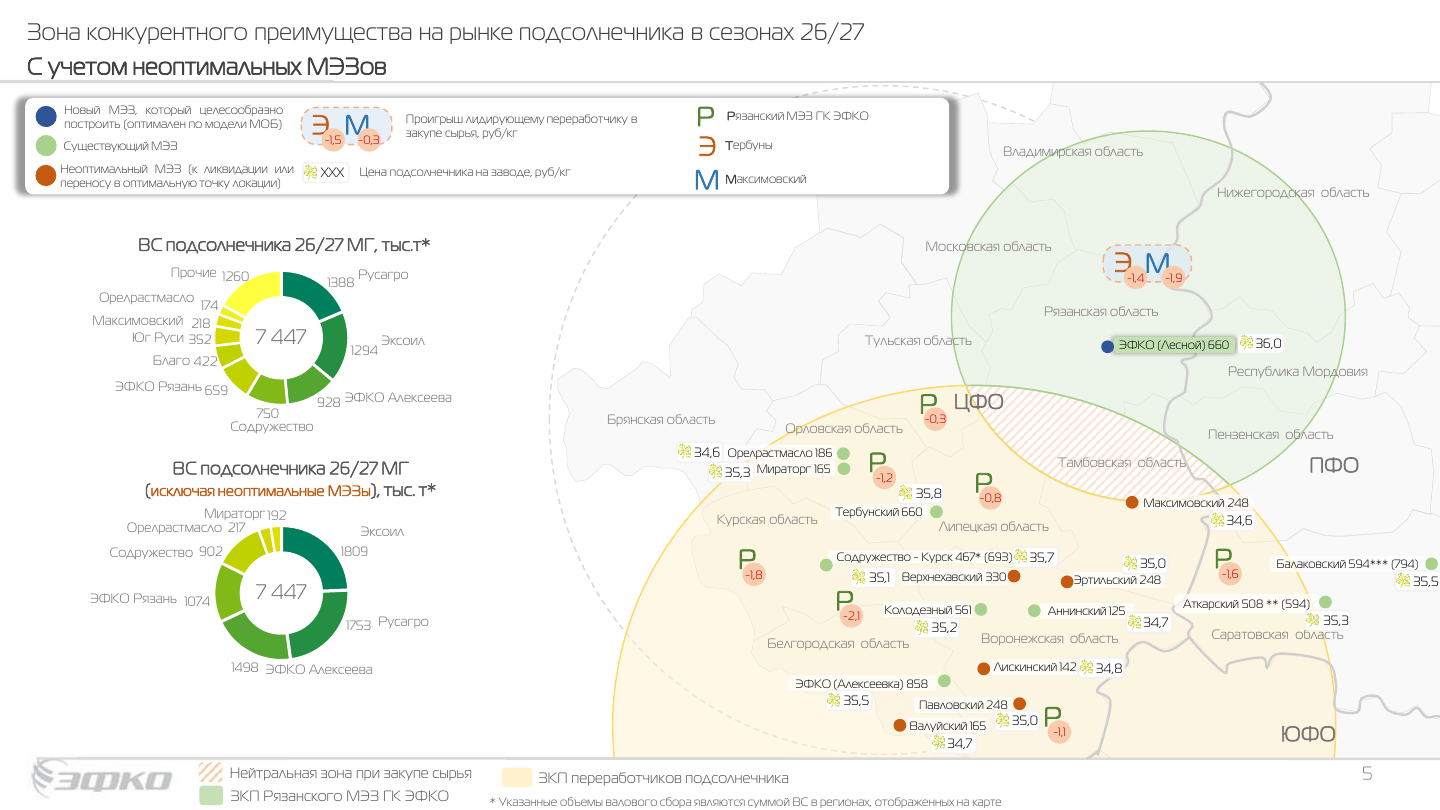 Зона конкурентного преимущества на рынке подсолнечника в сезонах 26/27
С учетом неоптимальных МЭЗов
Новый МЭЗ, который целесообразно
построить (оптимален по модели МОБ)
Существующий МЭЗ
Неоптимальный МЭЗ (к ликвидации или
переносу в оптимальную точку локации)
Э М
-1,5 -0,3
Проигрыш лидирующему переработчику в
закупе сырья, руб/кг
XXX Цена подсолнечника на заводе, руб/кг
Р Рязанский МЭЗ ГК ЭФКО
Э Тербуны
М Максимовский
ВС подсолнечника 26/27 МГ, тыс.т*
Прочие 1260
1388 Русагро
Орелрастмасло 174
Максимовский 218
Юг Руси 352
7 447
Эксойл
1294
Благо 422
ЭФКО Рязань 659
928 ЭФКО Алексеева
750
Содружество
ВС подсолнечника 26/27 МГ
(исключая неоптимальные МЭЗы), тыс. т*
Мираторг 192
Орелрастмасло 217
Эксоил
1809
Содружество 902
7 447
ЭФКО Рязань 1074
1753 Русагро
1498 ЭФКО Алексеева
Владимирская область
Нижегородская область
Московская область
Э М
-1,4 -1,9
Рязанская область
Тульская область
ЭФКО (Лесной) 660 36,0
Республика Мордовия
Р ЦФО
-0,3
Брянская область
Орловская область
Пензенская область
34,6 Орелрастмасло 186
35,3 Мираторг 165
Р
-1,2
Тамбовская область
ПФО
Р
-0,8
35,8
Тербунский 660
Максимовский 248
34,6
Курская область
Липецкая область
Р
-1,8
Содружество - Курск 467* (693) 35,7
35,1 Верхнехавский 330
35,0
Эртильский 248
Р
-1,6
Балаковский 594*** (794)
35,5
Р
-2,1
Колодезный 561
35,2
Аннинский 125
34,7
Аткарский 508 ** (594)
35,3
Белгородская область
Воронежская область
Саратовская область
Лискинский 142 34,8
ЭФКО (Алексеевка) 858
35,5
Павловский 248
35,0
Р
-1,1
Валуйский 165
34,7
ЮФО
ЭФКО
Нейтральная зона при закупе сырья
ЗКП переработчиков подсолнечника
ЗКП Рязанского МЭЗ ГК ЭФКО
* Указанные объемы валового сбора являются суммой ВС в регионах, отображенных на карте
5